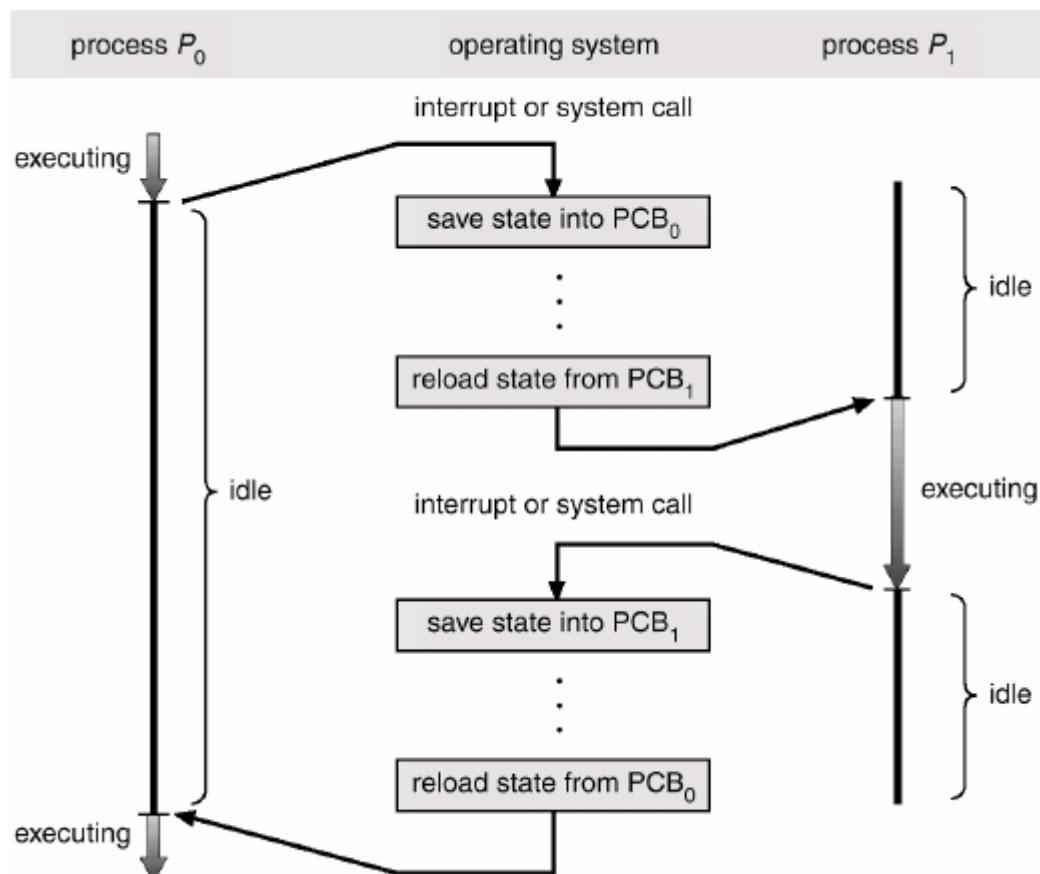 process P₀ operating system process P₁
interrupt or system call
executing
save state into PCB₀
idle
reload state from PCB₁
idle
executing
interrupt or system call
save state into PCB₁
idle
reload state from PCB₀
executing